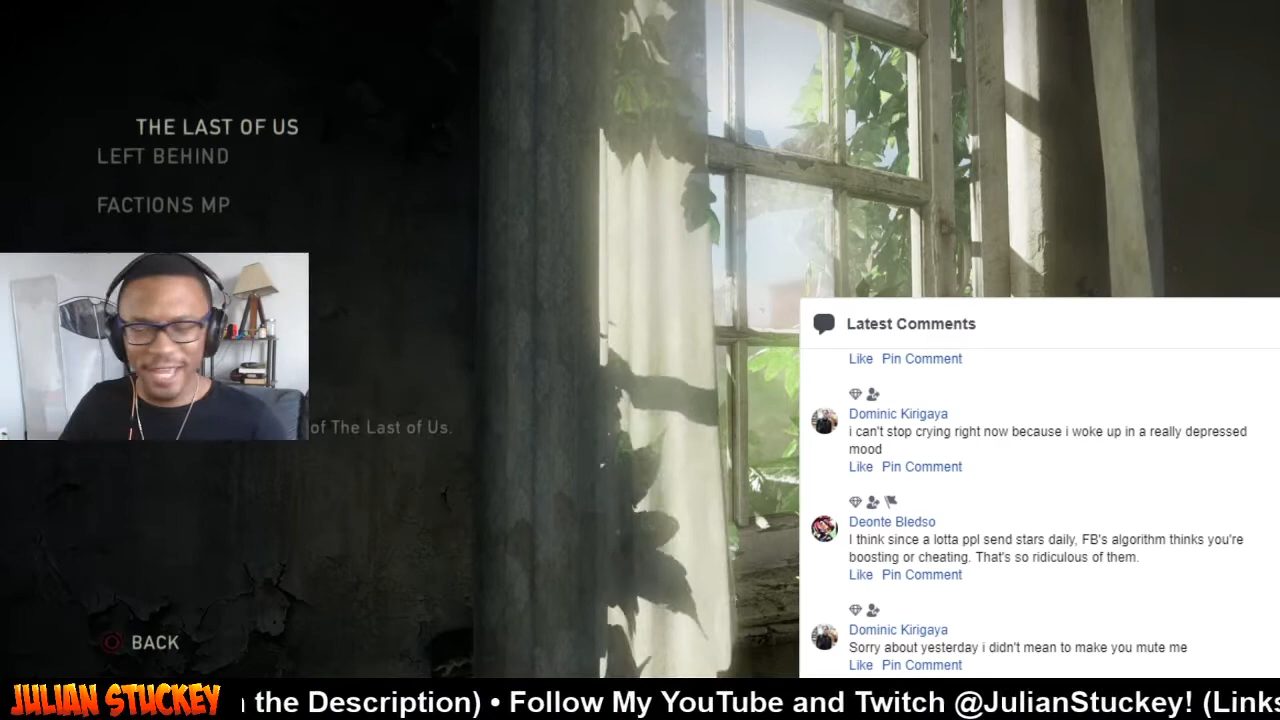 THE LAST OF US
LEFT BEHIND
FACTIONS MP
of The Last of Us.
BACK
Latest Comments
Like Pin Comment
Dominic Kirigaya
i can't stop crying right now because i woke up in a really depressed
mood
Like Pin Comment
Deonte Bledso
I think since a lotta ppl send stars daily, FB's algorithm thinks you're
boosting or cheating. That's so ridiculous of them.
Like Pin Comment
Dominic Kirigaya
Sorry about yesterday i didn't mean to make you mute me
Like Pin Comment
JULIAN STUCKEY
the Description) • Follow My YouTube and Twitch @JulianStuckey! (Links